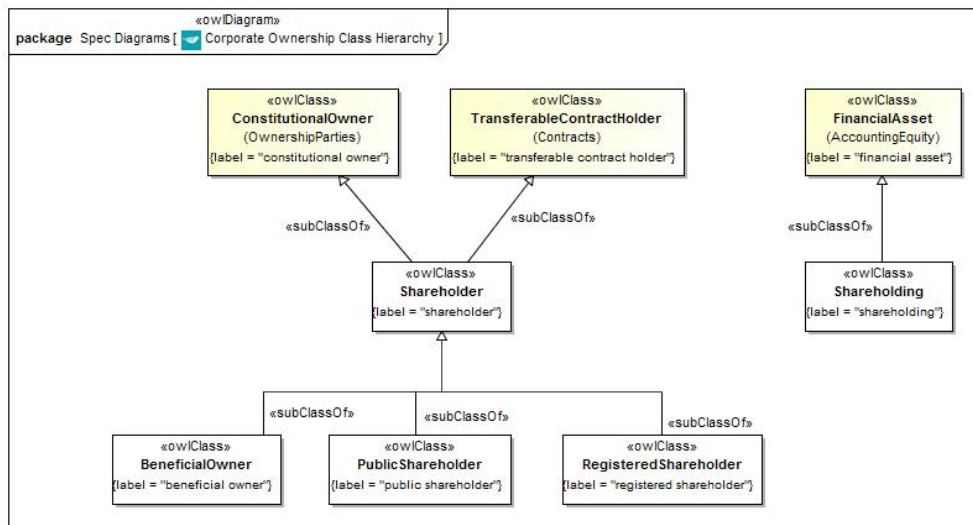 «owlDiagram»
package Spec Diagrams [ Corporate Ownership Class Hierarchy ]
«owlClass»
ConstitutionalOwner
(OwnershipParties)
{label = "constitutional owner"}
«owlClass»
TransferableContractHolder
(Contracts)
{label = "transferable contract holder"}
«owlClass»
FinancialAsset
(AccountingEquity)
{label = "financial asset"}
«subClassOf»
«subClassOf»
«subClassOf»
«owlClass»
Shareholder
{label = "shareholder"}
«owlClass»
Shareholding
{label = "shareholding"}
«subClassOf»
«subClassOf»
«subClassOf»
«owlClass»
BeneficialOwner
{label = "beneficial owner"}
«owlClass»
PublicShareholder
{label = "public shareholder"}
«owlClass»
RegisteredShareholder
{label = "registered shareholder"}